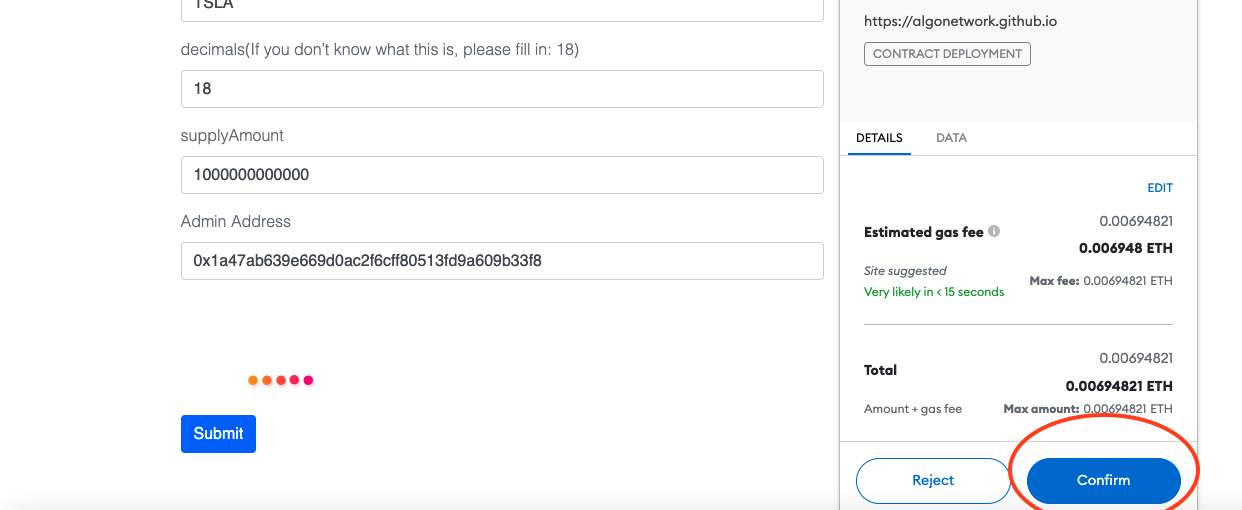 TSLA
decimals(If you don't know what this is, please fill in: 18)
18
supplyAmount
1000000000000
Admin Address
0x1a47ab639e669d0ac2f6cff80513fd9a609b33f8
Submit
https://algonetwork.github.io
CONTRACT DEPLOYMENT
DETAILS DATA
EDIT
0.00694821
Estimated gas fee
0.006948 ETH
Site suggested
Max fee: 0.00694821 ETH
Very likely in < 15 seconds
0.00694821
Total
0.00694821 ETH
Amount + gas fee Max amount: 0.00694821 ETH
Reject Confirm